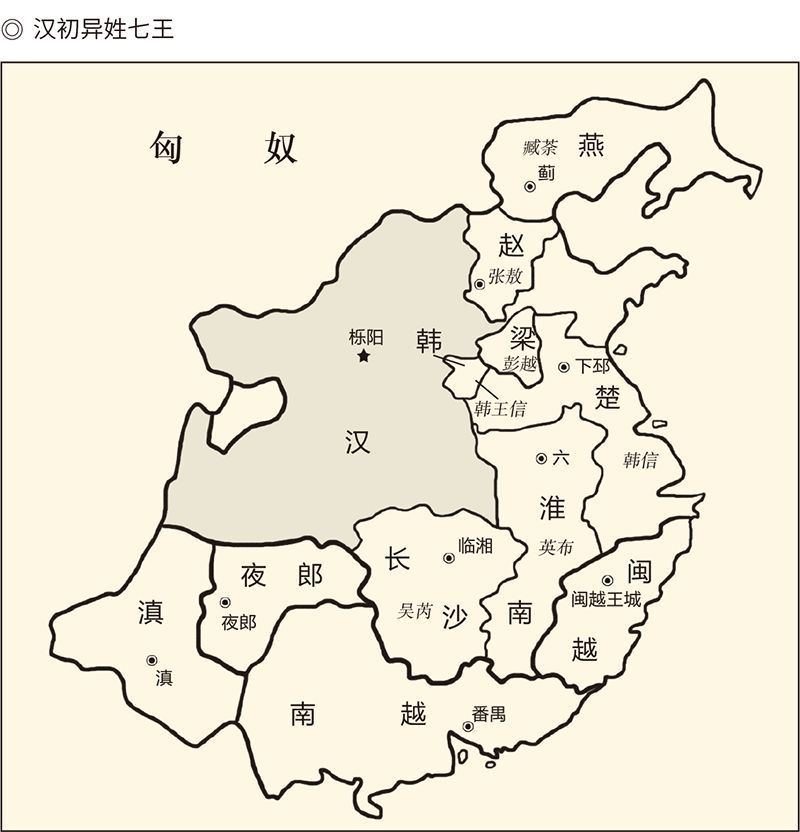 ◎ 汉初异姓七王
匈奴
臧荼 燕
蓟
赵
张敖
栎阳
韩
梁
彭越
下邳
楚
韩王信
汉
六
韩信
淮南
英布
临湘
长沙
吴芮
闽越
闽越王城
夜郎
夜郎
滇
滇
南越
番禺